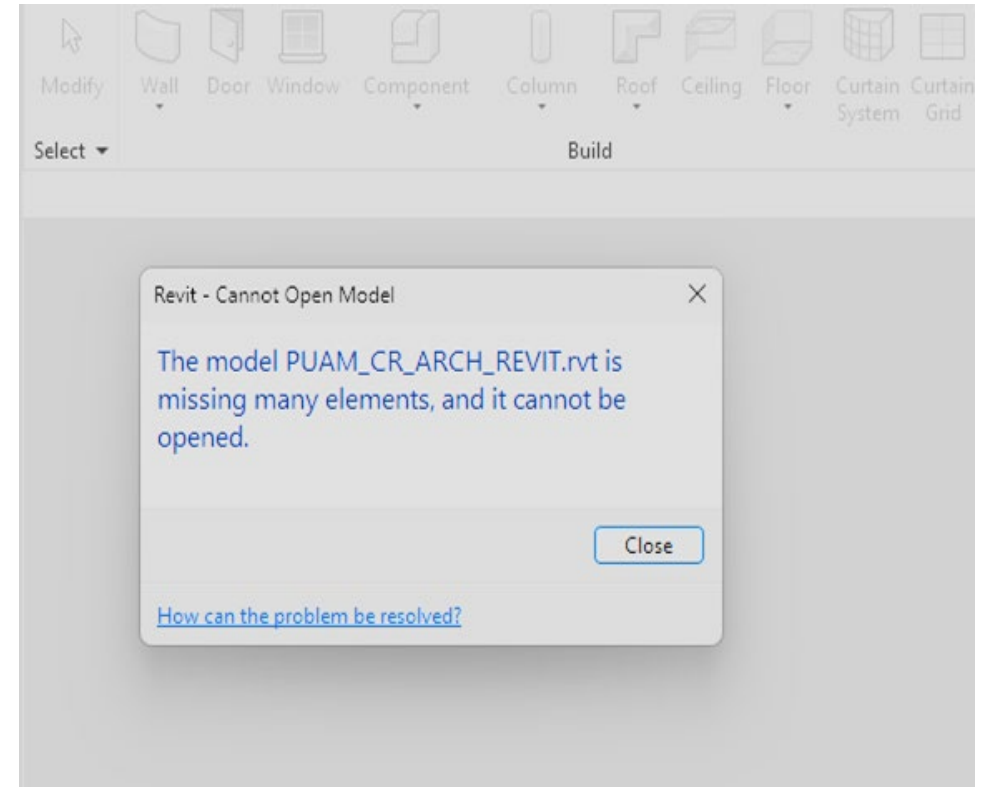 Modify Wall Door Window Component Column Roof Ceiling Floor Curtain Curtain
System Grid
Select Build
Revit - Cannot Open Model
The model PUAM_CR_ARCH_REVIT.rvt is
missing many elements, and it cannot be
opened.
Close
How can the problem be resolved?